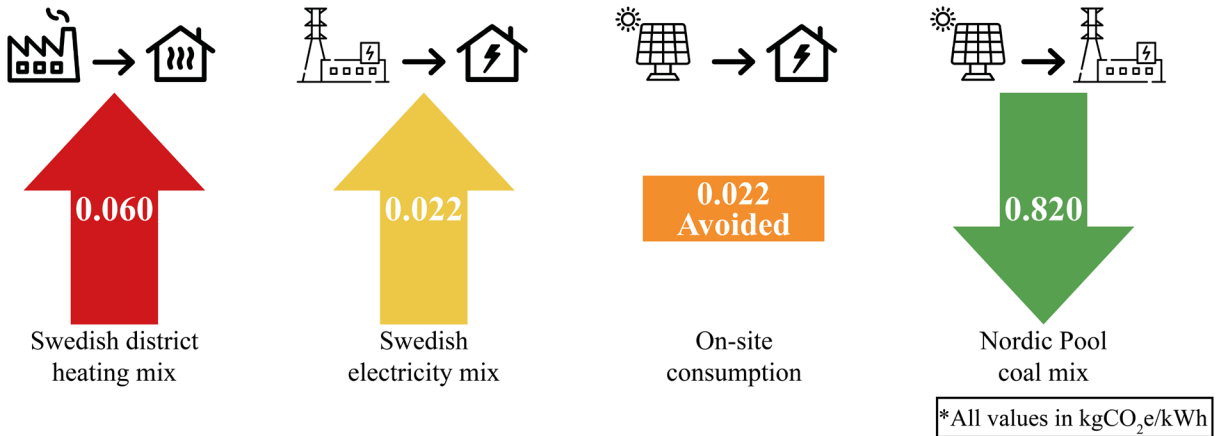 0.060
0.022
0.022
Avoided
0.820
Swedish district
heating mix
Swedish
electricity mix
On-site
consumption
Nordic Pool
coal mix
*All values in kgCO₂e/kWh